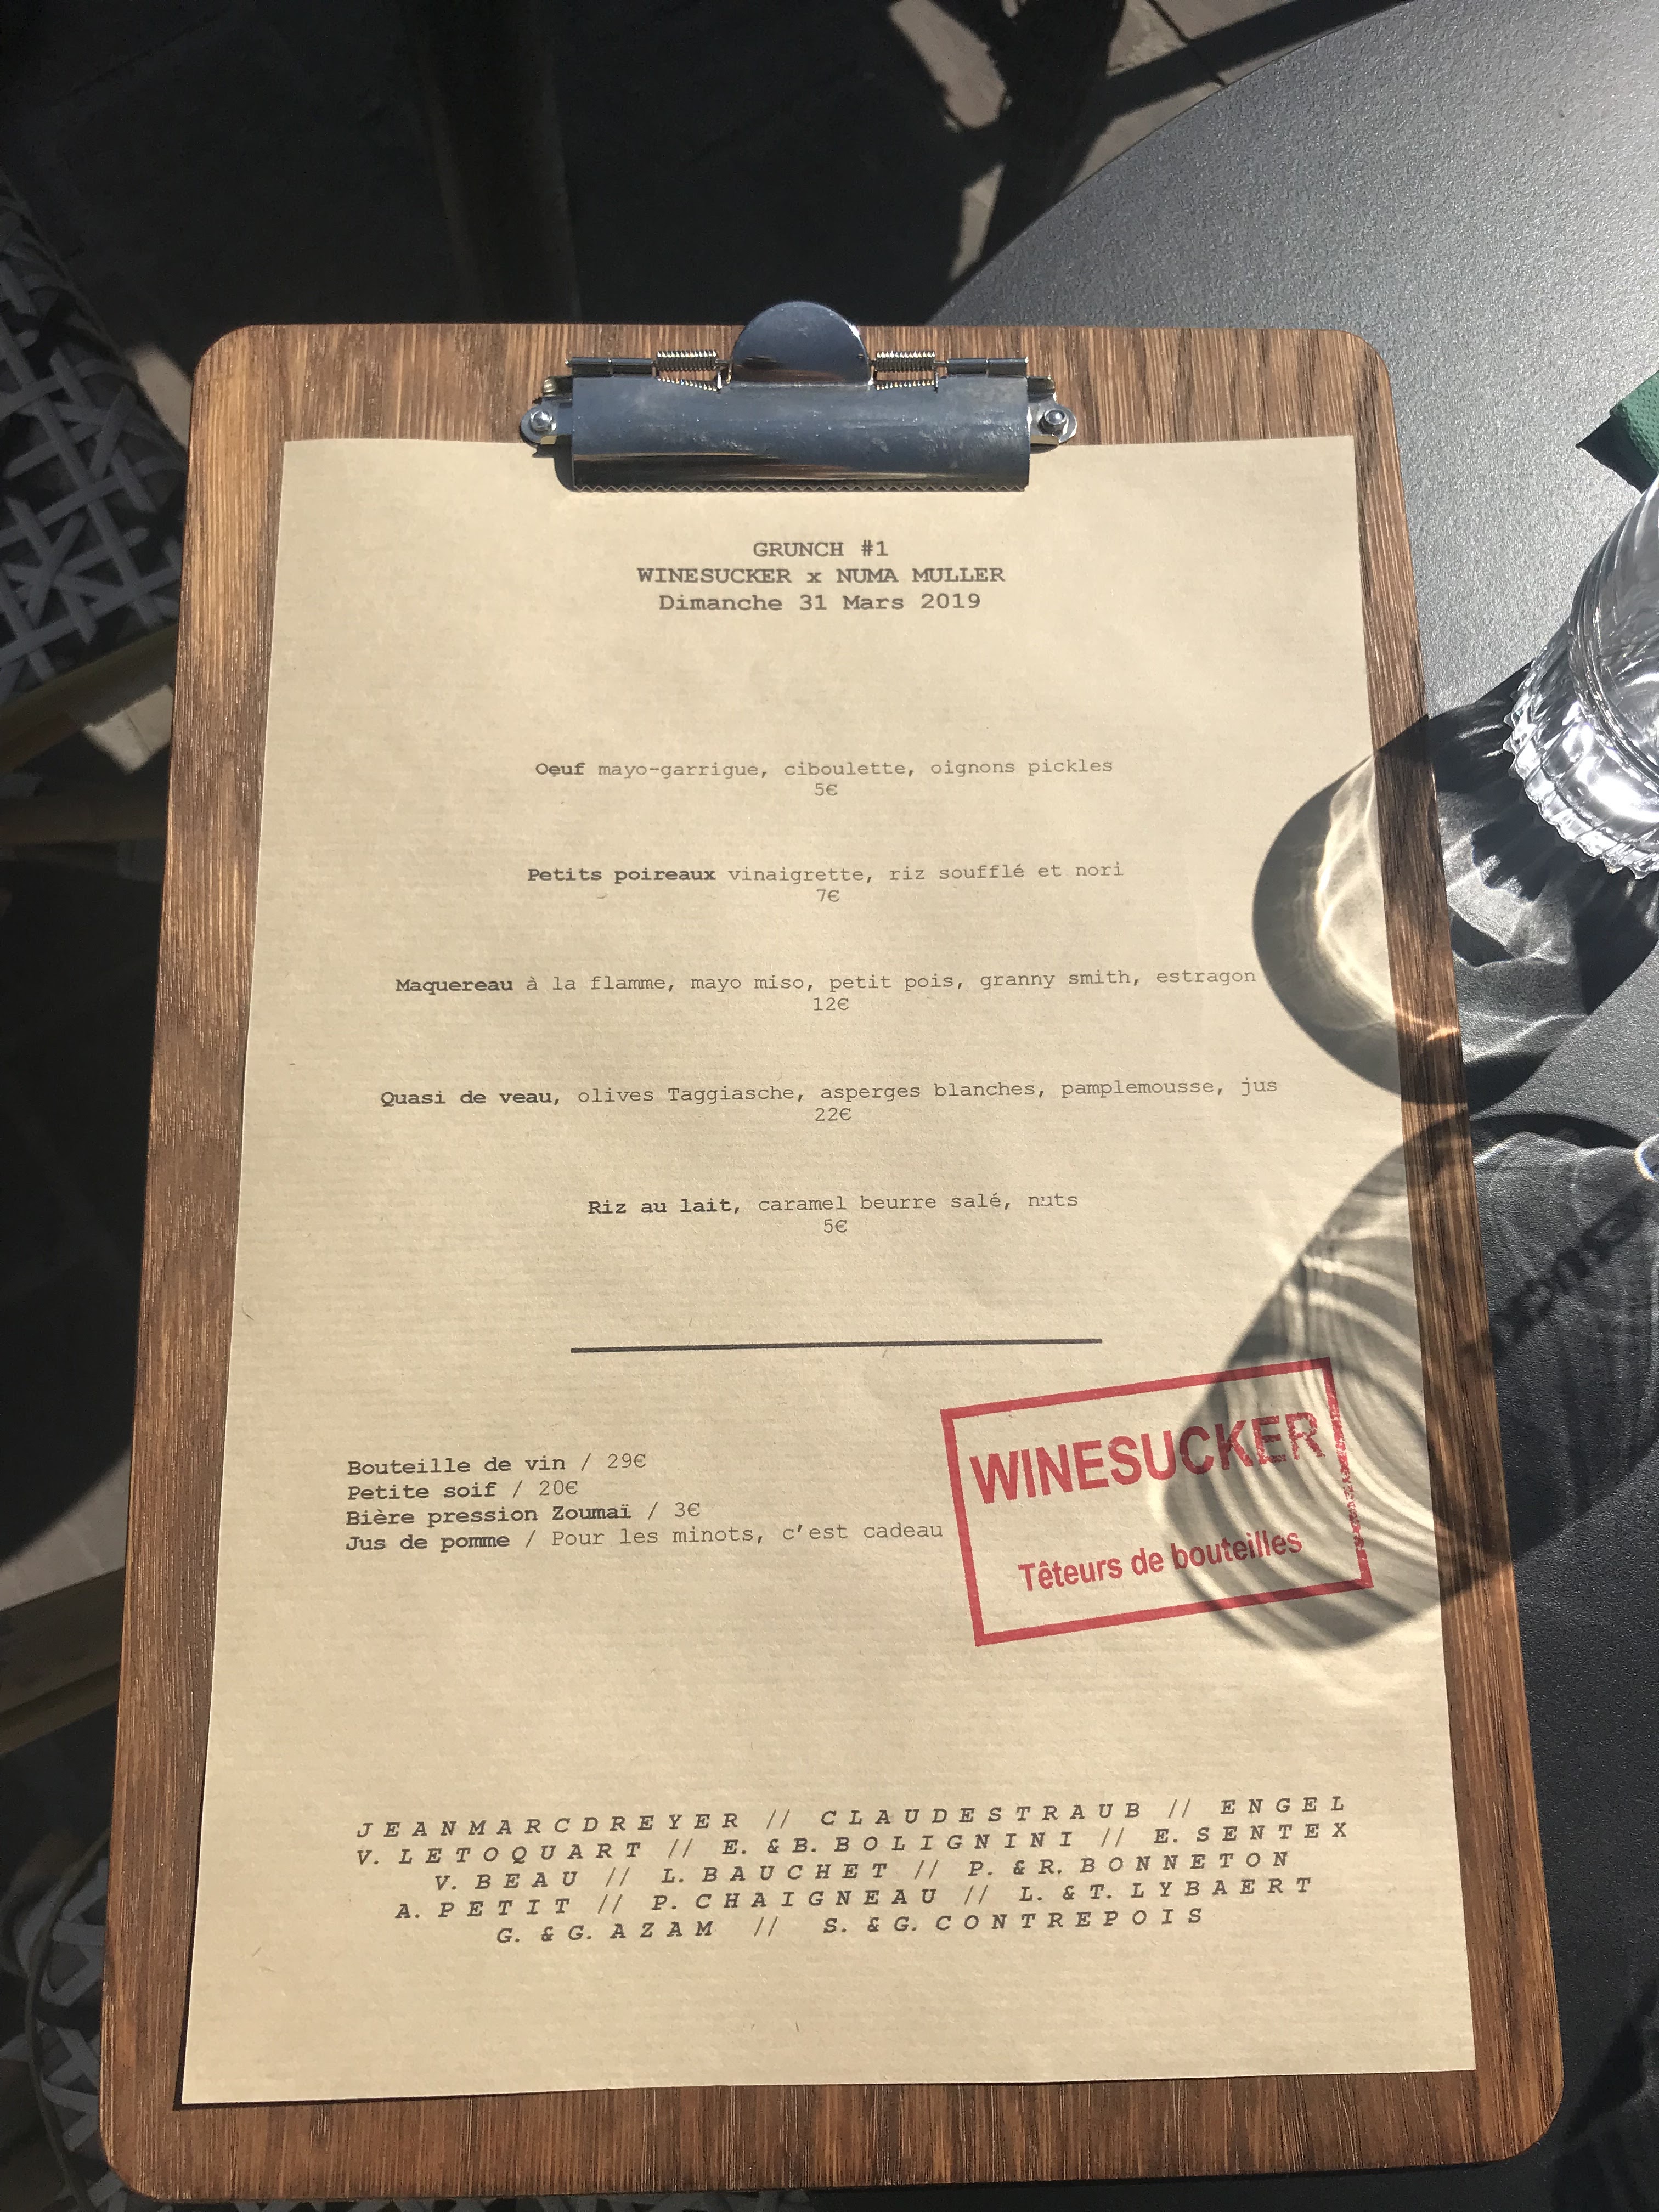 GRUNCH #1
WINESUCKER x NUMA MULLER
Dimanche 31 Mars 2019
Oeuf mayo-garrigue, ciboulette, oignons pickles
5€
Petits poireaux vinaigrette, riz soufflé et nori
7€
Maquereau à la flamme, mayo miso, petit pois, granny smith, estragon
12€
Quasi de veau, olives Taggiasche, asperges blanches, pamplemousse, jus
22€
Riz au lait, caramel beurre salé, nuts
5€
Bouteille de vin / 29€
Petite soif / 20€
Bière pression Zoumaï / 3€
Jus de pomme / Pour les minots, c'est cadeau
WINESUCKER
Têteurs de bouteilles
JEANMARCDREYER // CLAUDESTRAUB // ENGEL
V. LETOQUART // E. &B. BOLIGNINI // E. SENTEX
V. BEAU // L. BAUCHET // P. &R. BONNETON
A. PETIT // P. CHAIGNEAU // L. &T. LYBAERT
G. &G. AZAM // S. &G. CONTREPOIS